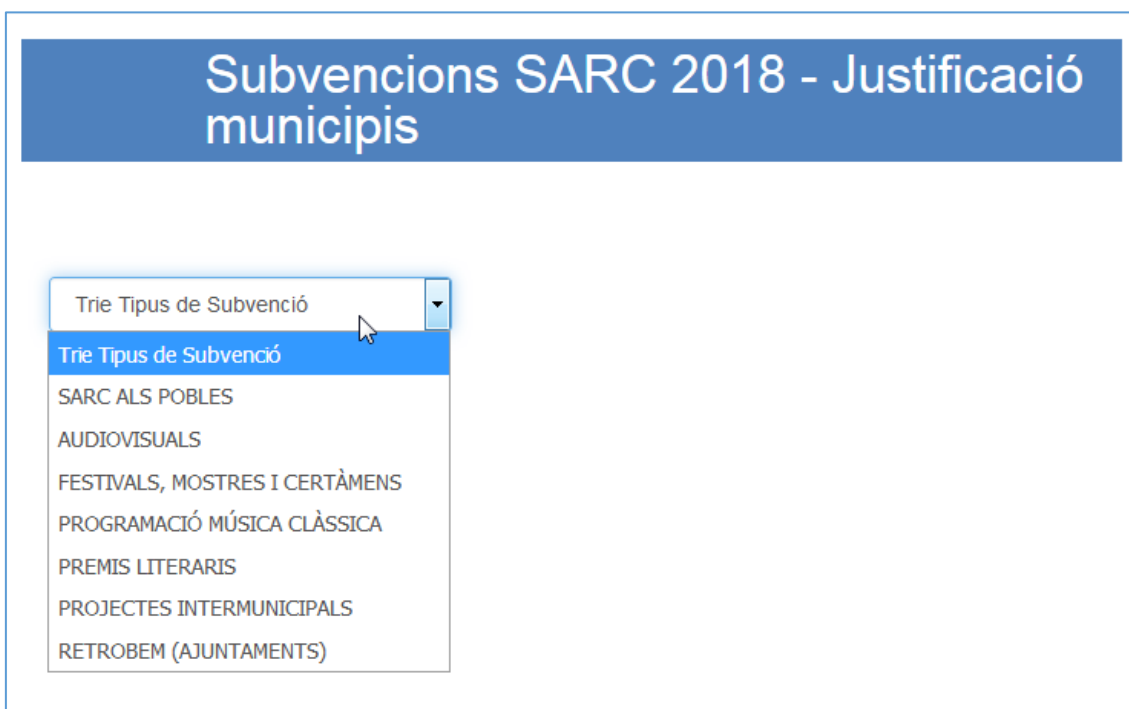 Subvencions SARC 2018 - Justificació
municipis
Trie Tipus de Subvenció
Trie Tipus de Subvenció
SARC ALS POBLES
AUDIOVISUALS
FESTIVALS, MOSTRES I CERTÀMENS
PROGRAMACIÓ MÚSICA CLÀSSICA
PREMIS LITERARIS
PROJECTES INTERMUNICIPALS
RETROBEM (AJUNTAMENTS)